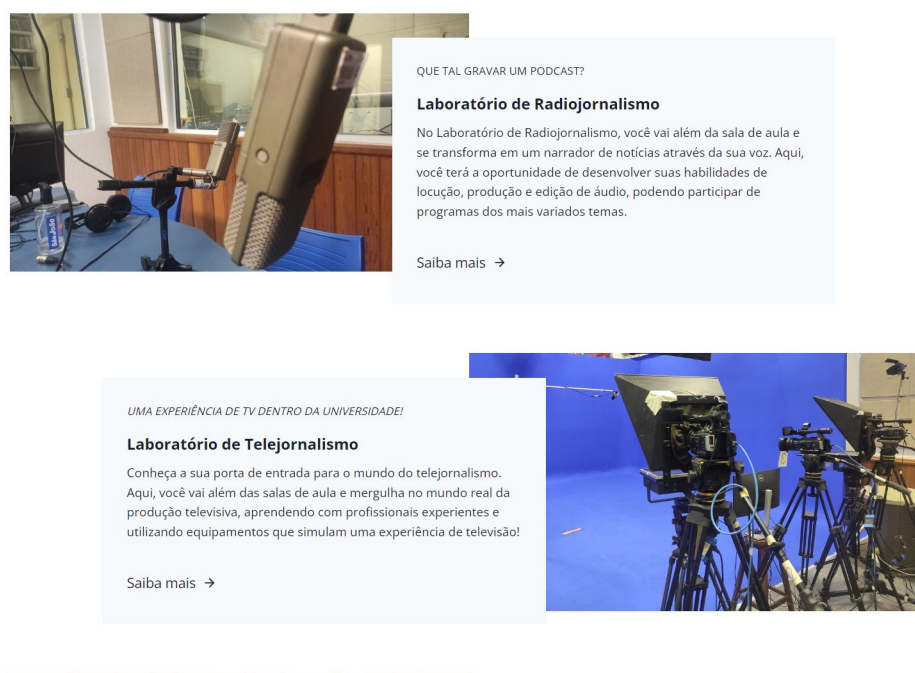 QUE TAL GRAVAR UM PODCAST?
Laboratório de Radiojornalismo
No Laboratório de Radiojornalismo, você vai além da sala de aula e
se transforma em um narrador de notícias através da sua voz. Aqui,
você terá a oportunidade de desenvolver suas habilidades de
locução, produção e edição de áudio, podendo participar de
programas dos mais variados temas.
Saiba mais →
UMA EXPERIÊNCIA DE TV DENTRO DA UNIVERSIDADE!
Laboratório de Telejornalismo
Conheça a sua porta de entrada para o mundo do telejornalismo.
Aqui, você vai além das salas de aula e mergulha no mundo real da
produção televisiva, aprendendo com profissionais experientes e
utilizando equipamentos que simulam uma experiência de televisão!
Saiba mais →